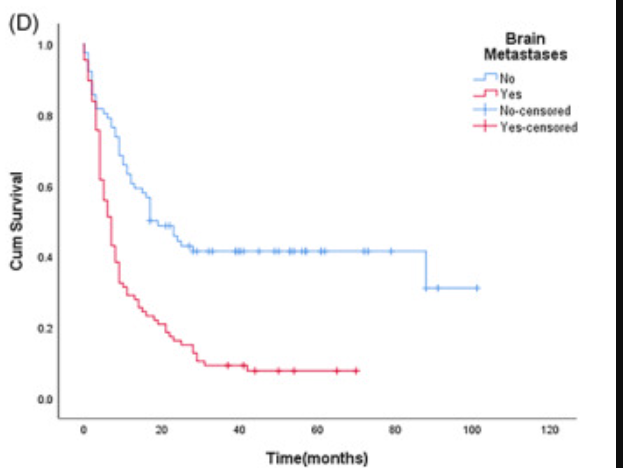 (D)
Brain
Metastases
No
Yes
No-censored
Yes-censored
Cum Survival
1.0
0.8
0.6
0.4
0.2
0.0
0 20 40 60 80 100 120
Time(months)